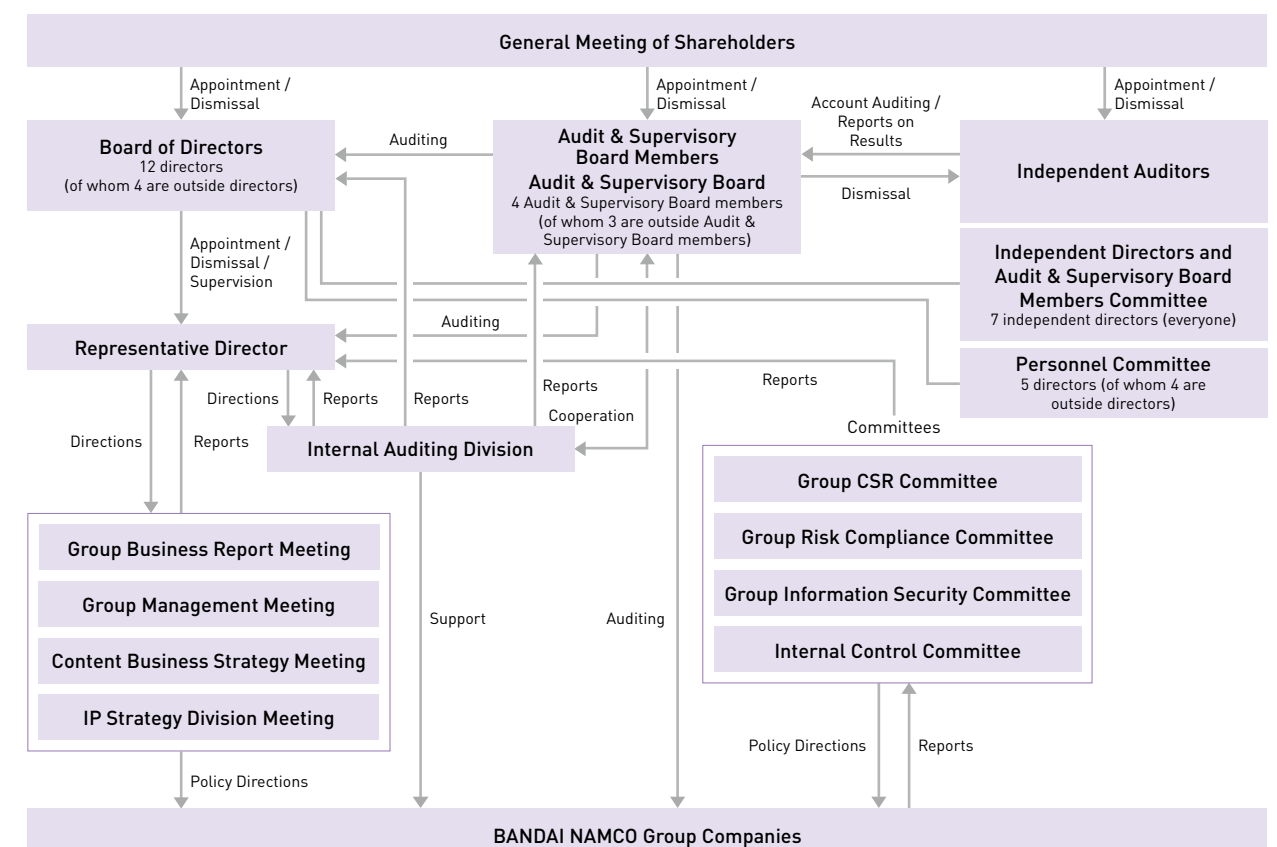 General Meeting of Shareholders
Appointment /
Dismissal
Appointment /
Dismissal
Appointment /
Dismissal
Board of Directors
12 directors
(of whom 4 are outside directors)
Auditing
Audit & Supervisory
Board Members
Audit & Supervisory Board
4 Audit & Supervisory Board members
(of whom 3 are outside Audit &
Supervisory Board members)
Account Auditing /
Reports on
Results
Dismissal
Independent Auditors
Appointment /
Dismissal /
Supervision
Independent Directors and
Audit & Supervisory Board
Members Committee
7 independent directors (everyone)
Auditing
Representative Director
Personnel Committee
5 directors (of whom 4 are
outside directors)
Directions
Reports
Directions
Reports
Reports
Reports
Cooperation
Reports
Internal Auditing Division
Committees
Group CSR Committee
Group Risk Compliance Committee
Group Information Security Committee
Internal Control Committee
Group Business Report Meeting
Group Management Meeting
Content Business Strategy Meeting
IP Strategy Division Meeting
Support
Auditing
Policy Directions
Policy Directions
Reports
BANDAI NAMCO Group Companies